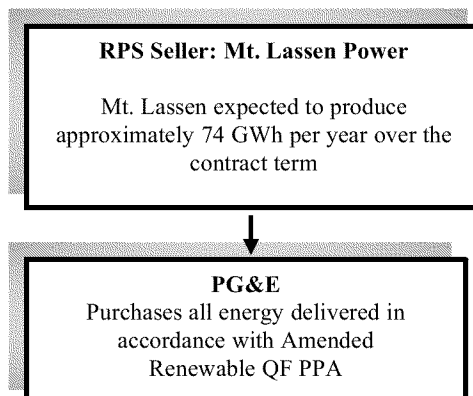 RPS Seller: Mt. Lassen Power
Mt. Lassen expected to produce
approximately 74 GWh per year over the
contract term
PG&E
Purchases all energy delivered in
accordance with Amended
Renewable QF PPA